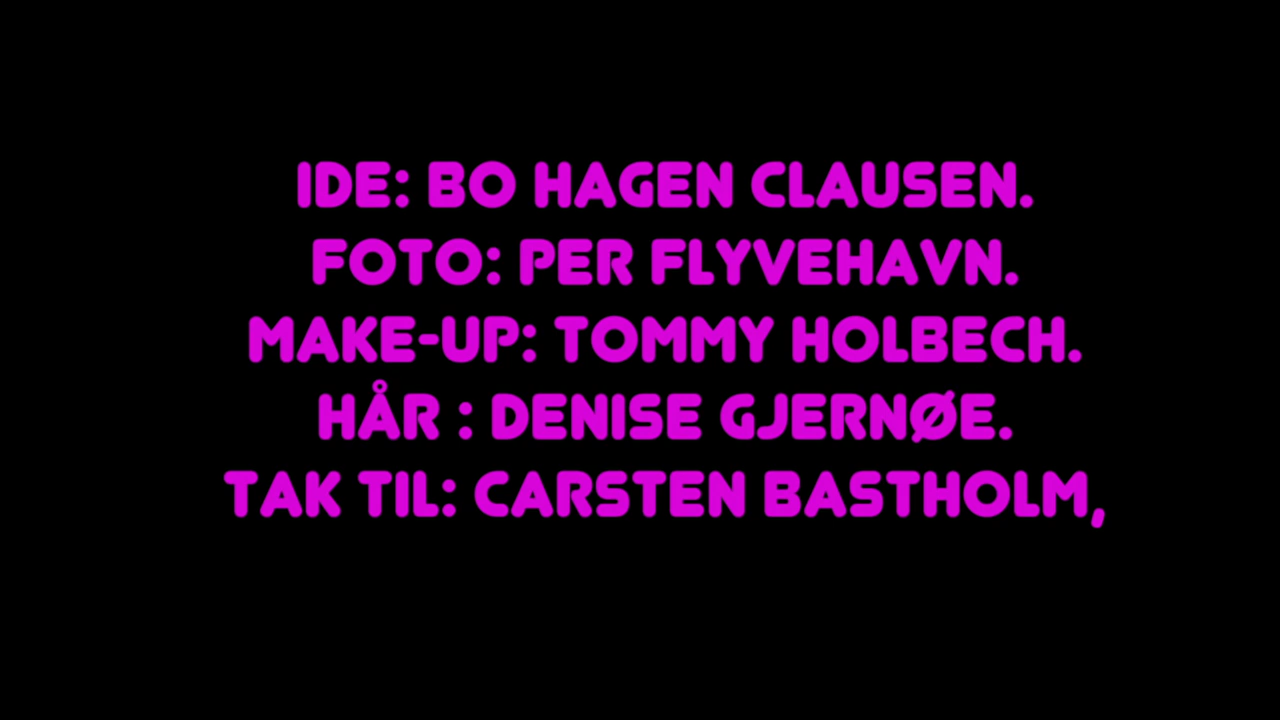 IDE: BO HAGEN CLAUSEN.
FOTO: PER FLYVEHAVN.
MAKE-UP: TOMMY HOLBECH.
HÅR : DENISE GJERNØE.
TAK TIL: CARSTEN BASTHOLM,